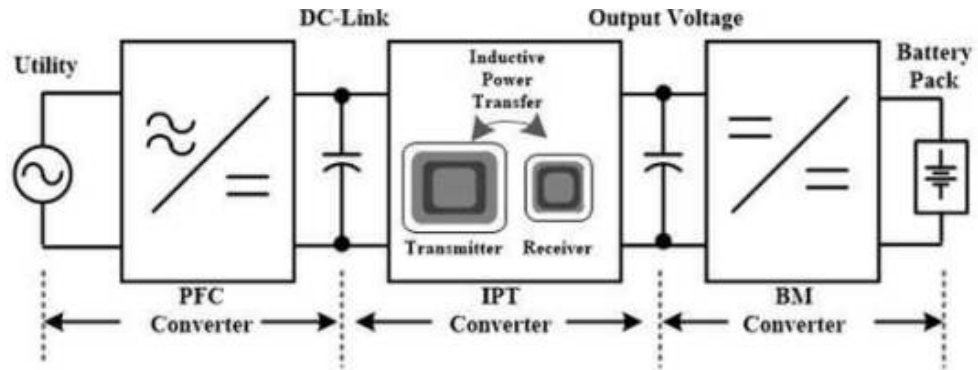 DC-Link
Output Voltage
Utility
Battery
Pack
Inductive
Power
Transfer
Transmitter
Receiver
PFC
Converter
IPT
Converter
BM
Converter